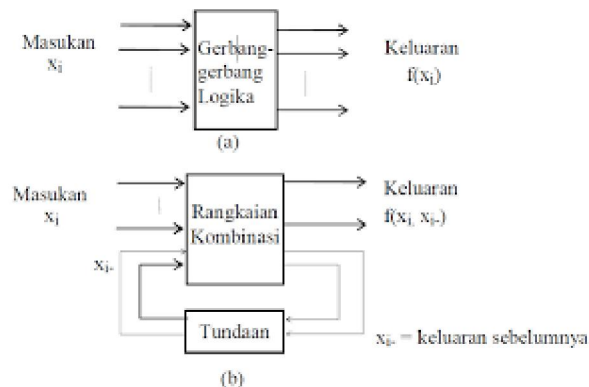 Masukan
xi
Gerbang-
gerbang
Logika
Keluaran
f(xi)
(a)
Masukan
xi
Rangkaian
Kombinasi
Keluaran
f(xi, xi-)
xi-
Tundaan
xi- = keluaran sebelumnya
(b)